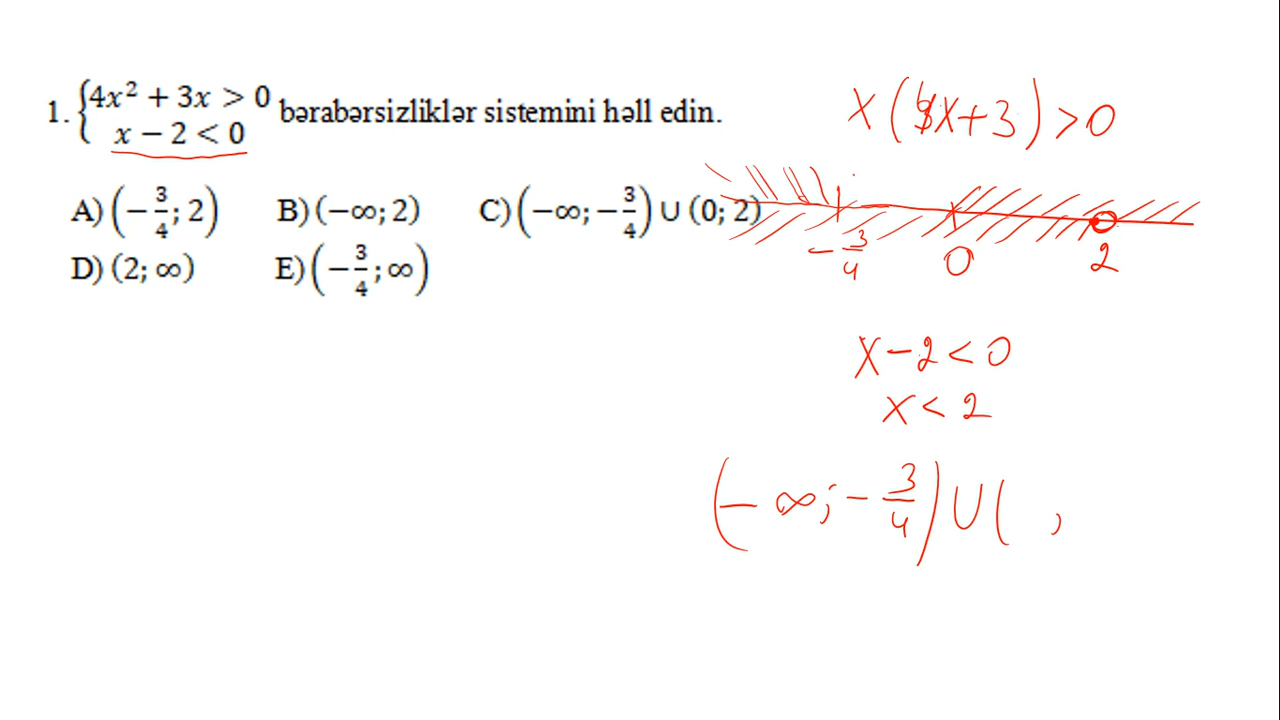 1. {4x² + 3x > 0
x − 2 < 0 bərabərsizliklər sistemini həll edin.
A) (−3/4; 2) B) (−∞; 2) C) (−∞; −3/4) ∪ (0; 2)
D) (2; ∞) E) (−3/4; ∞)
x(4x+3)>0
−3/4 0 2
x−2<0
x<2
(−∞; −3/4) ∪ ( ,